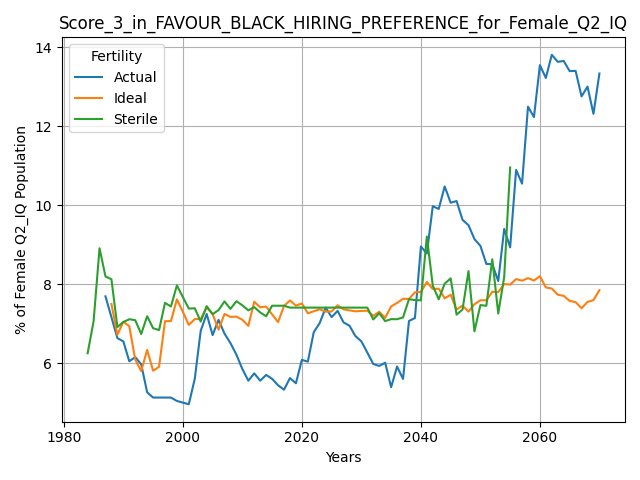 Score_3_in_FAVOUR_BLACK_HIRING_PREFERENCE_for_Female_Q2_IQ
Fertility
Actual
Ideal
Sterile
% of Female Q2_IQ Population
14
12
10
8
6
1980
2000
2020
2040
2060
Years